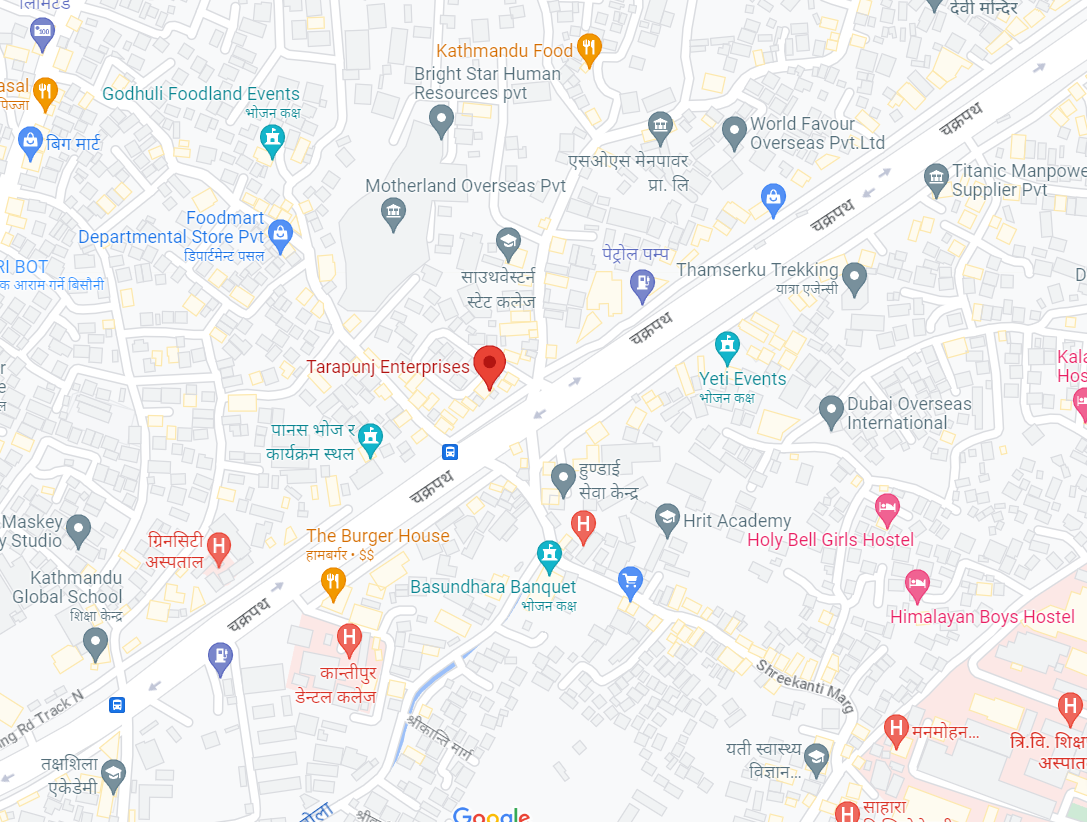 लिमिटेड
देवी मन्दिर
Kathmandu Food
Bright Star Human
Resources pvt
Godhuli Foodland Events
भोजन कक्ष
बिग मार्ट
World Favour
Overseas Pvt.Ltd
चक्रपथ
एसओएस मेनपावर
प्रा. लि
Titanic Manpowe
Supplier Pvt
Motherland Overseas Pvt
चक्रपथ
Foodmart
Departmental Store Pvt
डिपार्टमेन्ट पसल
RI BOT
क आराम गर्ने बिसौनी
साउथवेस्टर्न
स्टेट कलेज
पेट्रोल पम्प
Thamserku Trekking
यात्रा एजेन्सी
चक्रपथ
Tarapunj Enterprises
Yeti Events
भोजन कक्ष
Kala
Hos
Dubai Overseas
International
पानस भोज र
कार्यक्रम स्थल
चक्रपथ
हुण्डाई
सेवा केन्द्र
Maskey
y Studio
ग्रिनसिटी
अस्पताल
The Burger House
हामबर्गर • $$
Hrit Academy
Holy Bell Girls Hostel
Kathmandu
Global School
शिक्षा केन्द्र
Basundhara Banquet
भोजन कक्ष
चक्रपथ
Himalayan Boys Hostel
कान्तीपुर
डेन्टल कलेज
Shreekanti Marg
ing Rd Track N
श्रीकान्ति मार्ग
मनमोहन...
त्रि.वि. शिक्ष
अस्पता
यती स्वास्थ्य
विज्ञान...
तक्षशिला
एकेडेमी
साहारा
Google